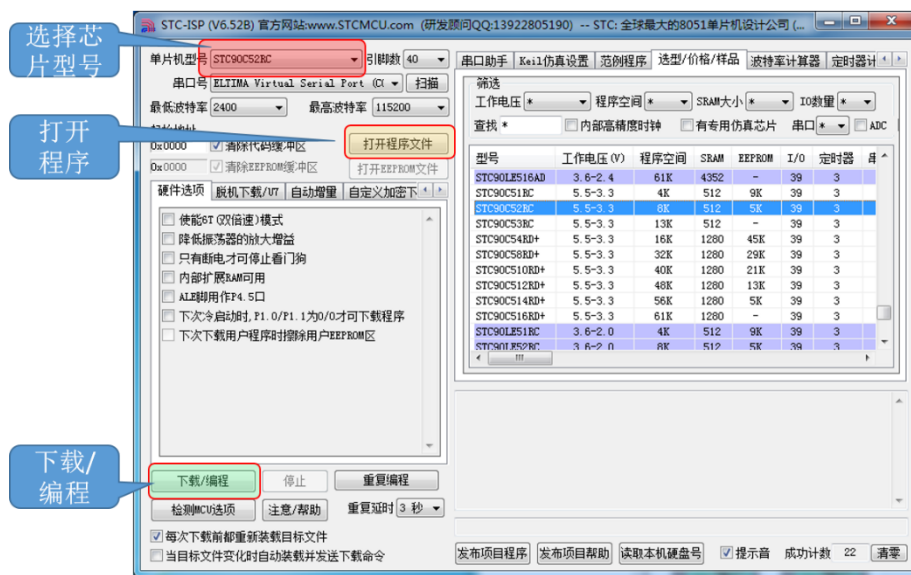 STC-ISP (V6.52B) 官方网站:www.STCMCU.com (研发顾问QQ:13922805190) -- STC: 全球最大的8051单片机设计公司 (...
选择芯
片型号
单片机型号 STC90C52RC 引脚数 40
串口号 ELTIMA Virtual Serial Port (CO 扫描
最低波特率 2400 最高波特率 115200
打开
程序
0x0000 清除代码缓冲区 打开程序文件
0x0000 清除EEPROM缓冲区 打开EEPROM文件
硬件选项 脱机下载/U7 自动增量 自定义加密下
使能6T(双倍速)模式
降低振荡器的放大增益
只有断电才可停止看门狗
内部扩展RAM可用
ALE脚用作P4.5口
下次冷启动时,P1.0/P1.1为0/0才可下载程序
下次下载用户程序时擦除用户EEPROM区
下载/
编程
下载/编程 停止 重复编程
检测MCU选项 注意/帮助 重复延时 3 秒
每次下载前都重新装载目标文件
当目标文件变化时自动装载并发送下载命令
串口助手 Keil仿真设置 范例程序 选型/价格/样品 波特率计算器 定时器计
筛选
工作电压 * 程序空间 * SRAM大小 * IO数量 *
查找 * 内部高精度时钟 有专用仿真芯片 串口 * ADC
型号 工作电压(V) 程序空间 SRAM EEPROM I/O 定时器
STC90LE516AD 3.6-2.4 61K 4352 - 39 3
STC90C51RC 5.5-3.3 4K 512 9K 39 3
STC90C52RC 5.5-3.3 8K 512 5K 39 3
STC90C53RC 5.5-3.3 13K 512 - 39 3
STC90C54RD+ 5.5-3.3 16K 1280 45K 39 3
STC90C58RD+ 5.5-3.3 32K 1280 29K 39 3
STC90C510RD+ 5.5-3.3 40K 1280 21K 39 3
STC90C512RD+ 5.5-3.3 48K 1280 13K 39 3
STC90C514RD+ 5.5-3.3 56K 1280 5K 39 3
STC90C516RD+ 5.5-3.3 61K 1280 - 39 3
STC90LE51RC 3.6-2.0 4K 512 9K 39 3
STC90LE52RC 3.6-2.0 8K 512 5K 39 3
发布项目程序 发布项目帮助 读取本机硬盘号 提示音 成功计数 22 清零